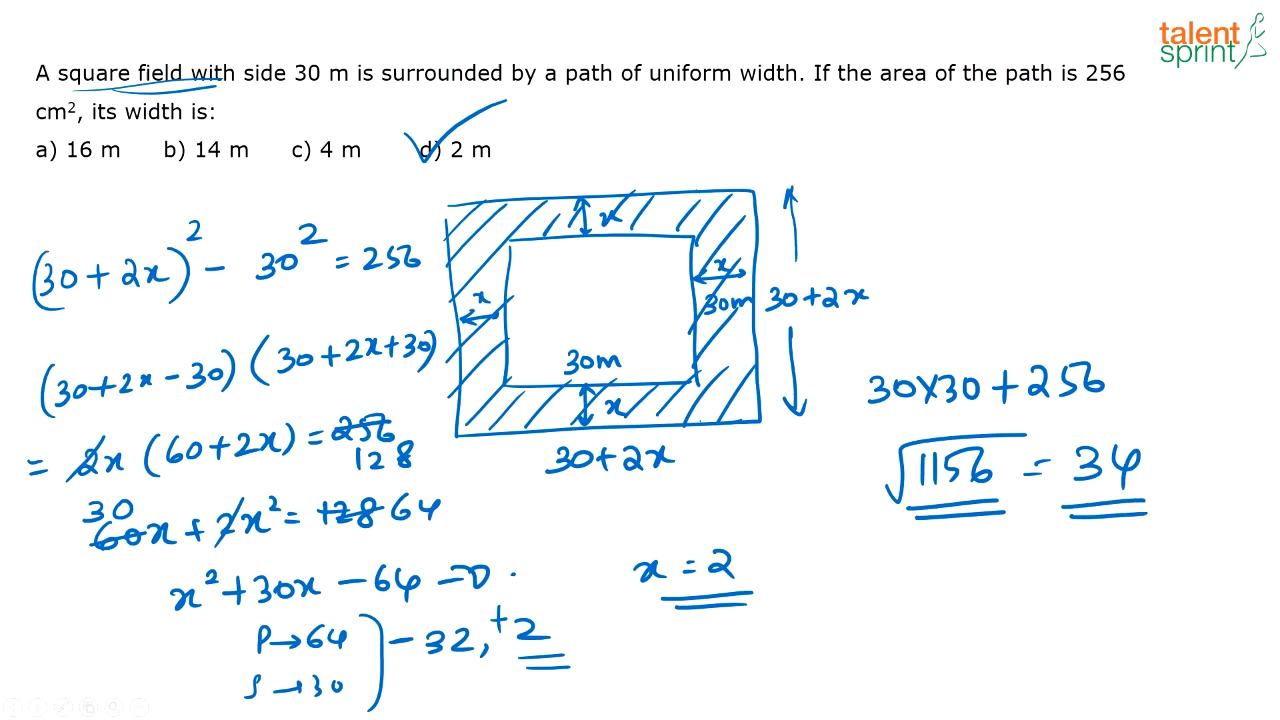 talent
sprint
A square field with side 30 m is surrounded by a path of uniform width. If the area of the path is 256
cm², its width is:
a) 16 m b) 14 m c) 4 m d) 2 m
(30+2x)² - 30² = 256
(30+2x-30) (30+2x+30)
= 2x (60+2x) = 256
128
30
60x + 2x² = 128 64
x² + 30x - 64 = 0
P → 64
S → 30
- 32, +2
x
x
x
30m
30m
x
30+2x
30+2x
30x30 + 256
√1156 = 34
x = 2